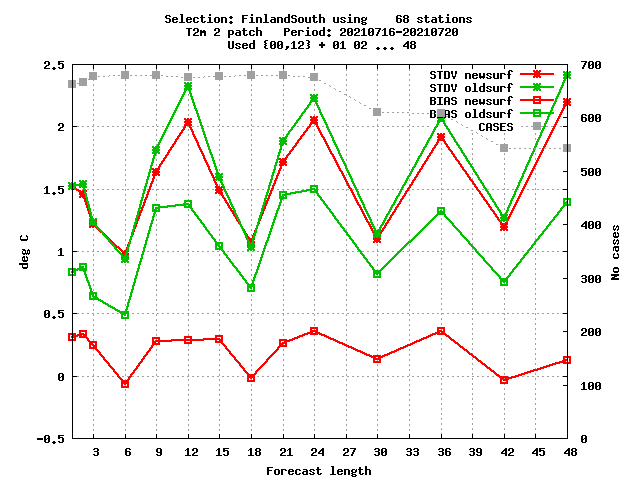 Selection: FinlandSouth using    68 stations
T2m 2 patch   Period: 20210716-20210720
Used {00,12} + 01 02 ... 48
2.5
2
1.5
1
0.5
0
-0.5
deg C
700
600
500
400
300
200
100
0
No cases
STDV newsurf
STDV oldsurf
BIAS newsurf
BIAS oldsurf
CASES
3 6 9 12 15 18 21 24 27 30 33 36 39 42 45 48
Forecast length